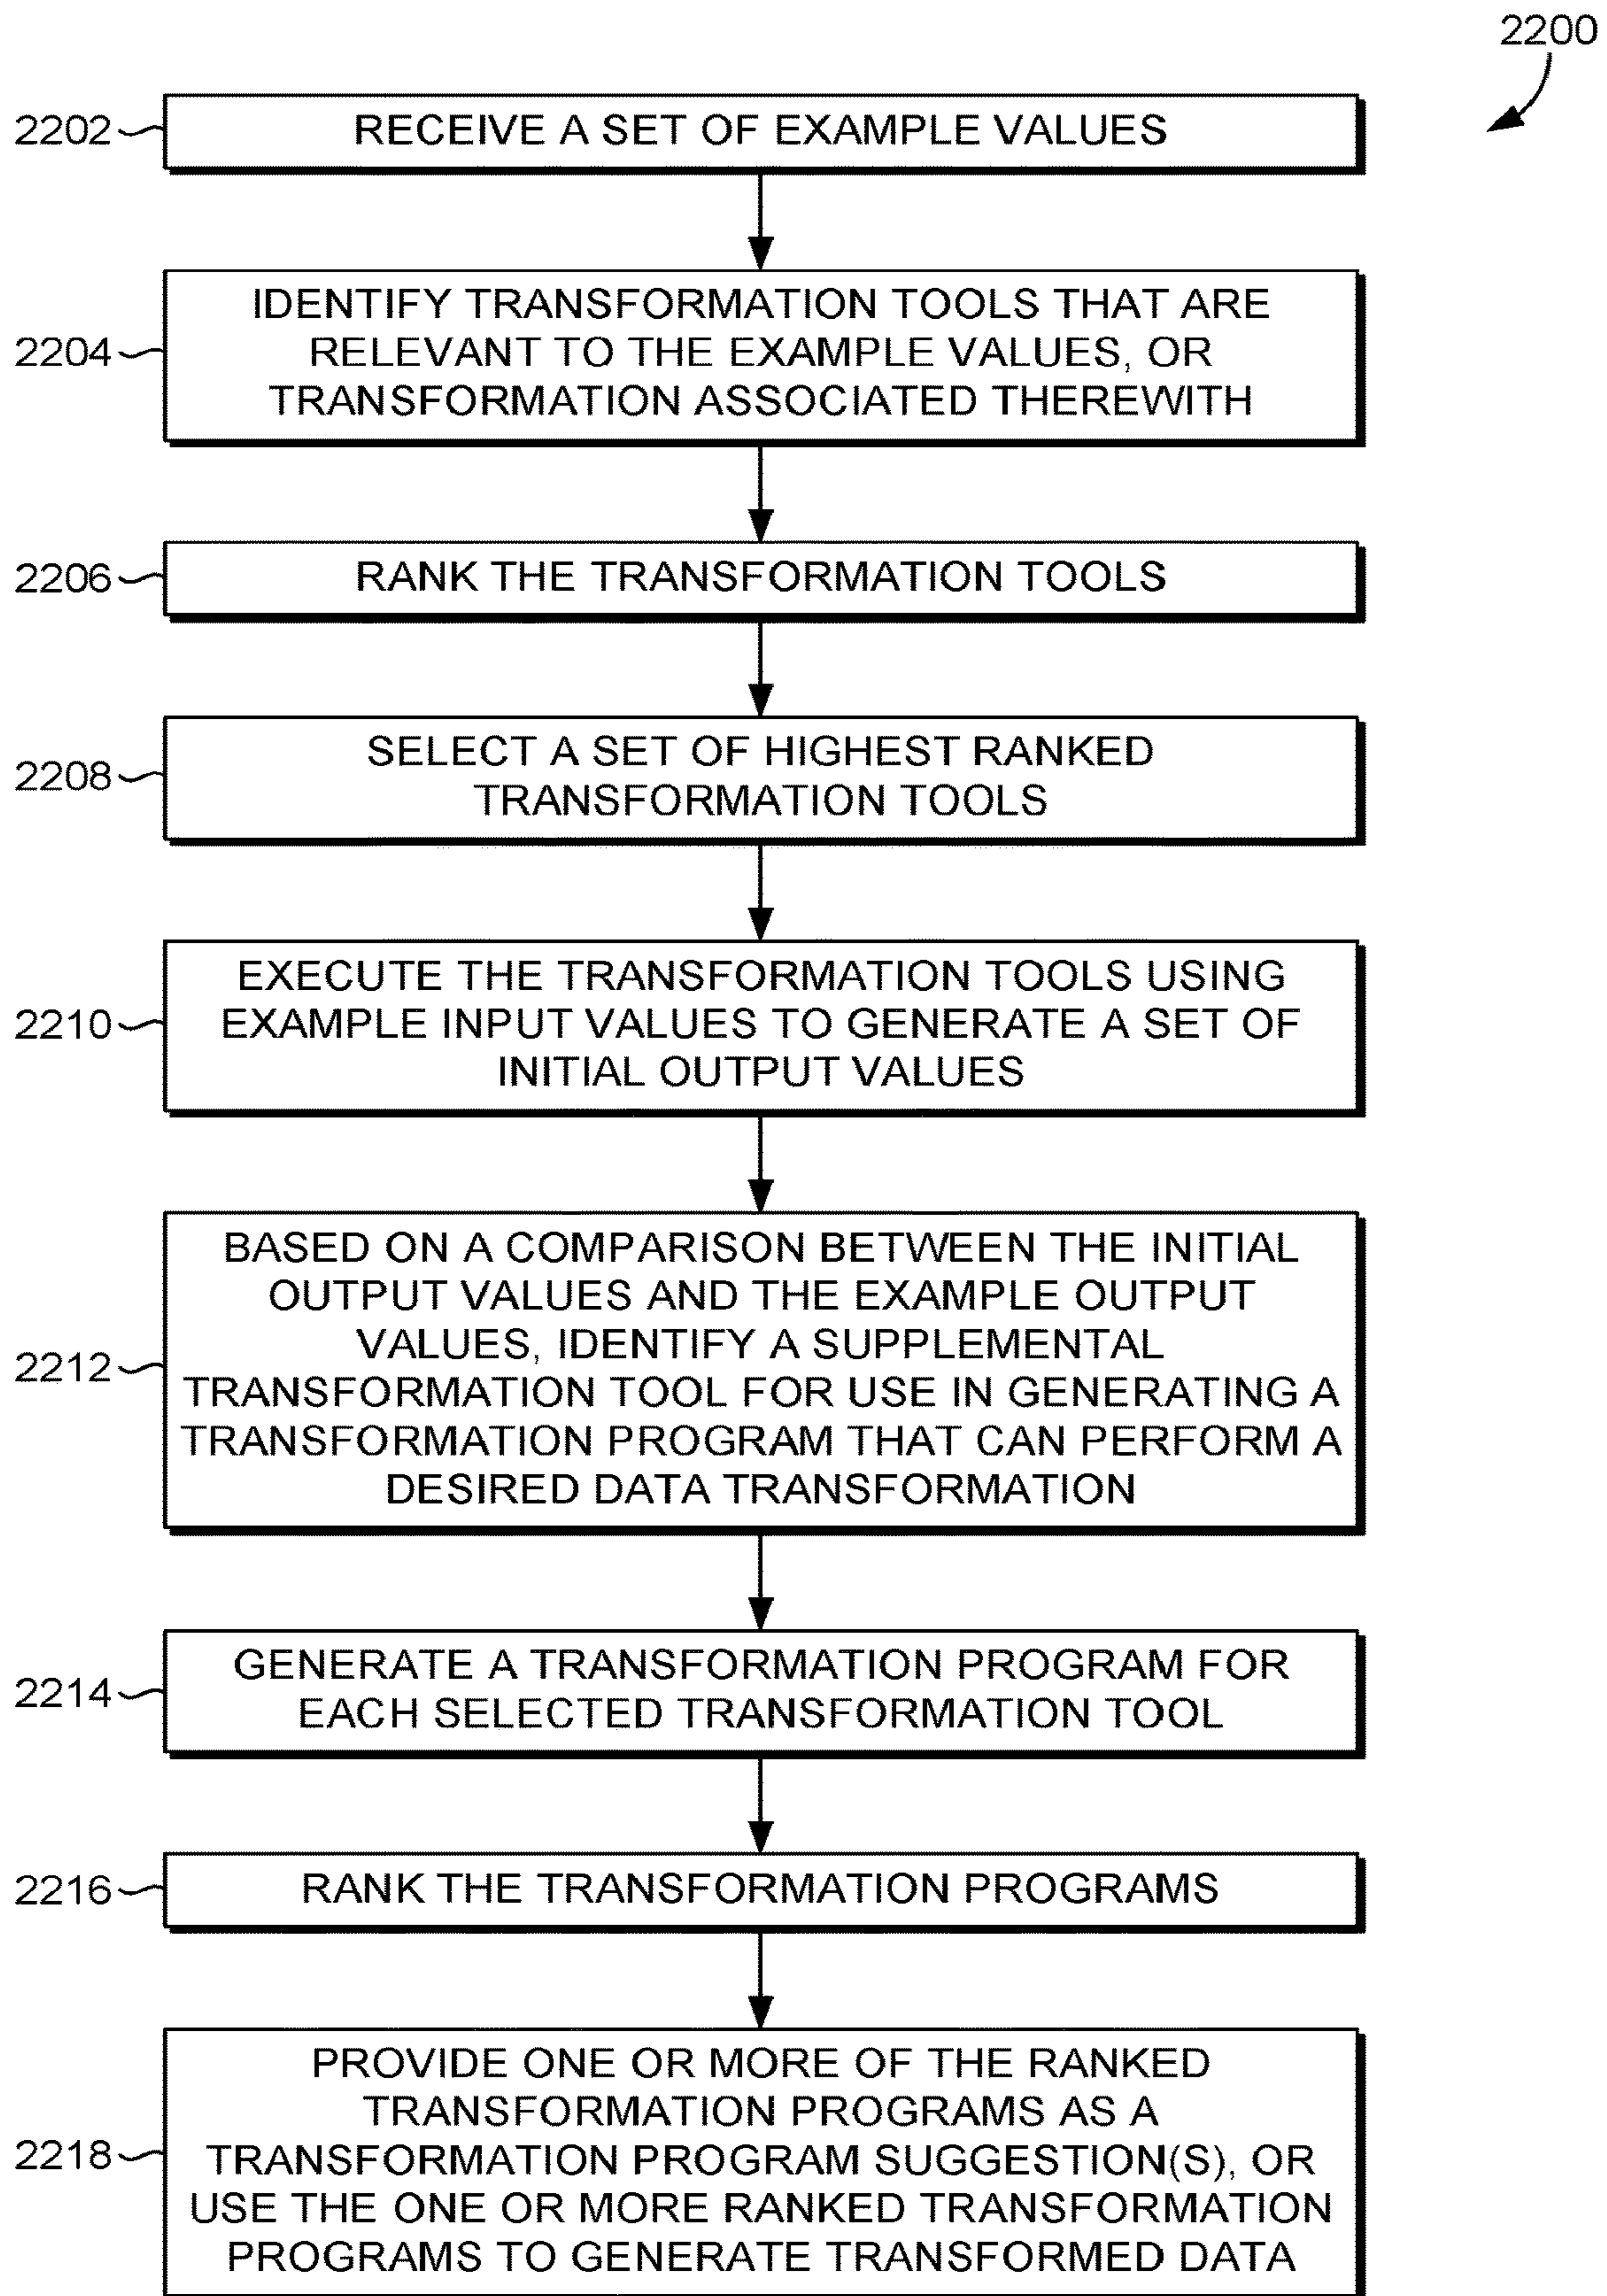 2200
2202
RECEIVE A SET OF EXAMPLE VALUES
2204
IDENTIFY TRANSFORMATION TOOLS THAT ARE
RELEVANT TO THE EXAMPLE VALUES, OR
TRANSFORMATION ASSOCIATED THEREWITH
2206
RANK THE TRANSFORMATION TOOLS
2208
SELECT A SET OF HIGHEST RANKED
TRANSFORMATION TOOLS
2210
EXECUTE THE TRANSFORMATION TOOLS USING
EXAMPLE INPUT VALUES TO GENERATE A SET OF
INITIAL OUTPUT VALUES
2212
BASED ON A COMPARISON BETWEEN THE INITIAL
OUTPUT VALUES AND THE EXAMPLE OUTPUT
VALUES, IDENTIFY A SUPPLEMENTAL
TRANSFORMATION TOOL FOR USE IN GENERATING A
TRANSFORMATION PROGRAM THAT CAN PERFORM A
DESIRED DATA TRANSFORMATION
2214
GENERATE A TRANSFORMATION PROGRAM FOR
EACH SELECTED TRANSFORMATION TOOL
2216
RANK THE TRANSFORMATION PROGRAMS
2218
PROVIDE ONE OR MORE OF THE RANKED
TRANSFORMATION PROGRAMS AS A
TRANSFORMATION PROGRAM SUGGESTION(S), OR
USE THE ONE OR MORE RANKED TRANSFORMATION
PROGRAMS TO GENERATE TRANSFORMED DATA